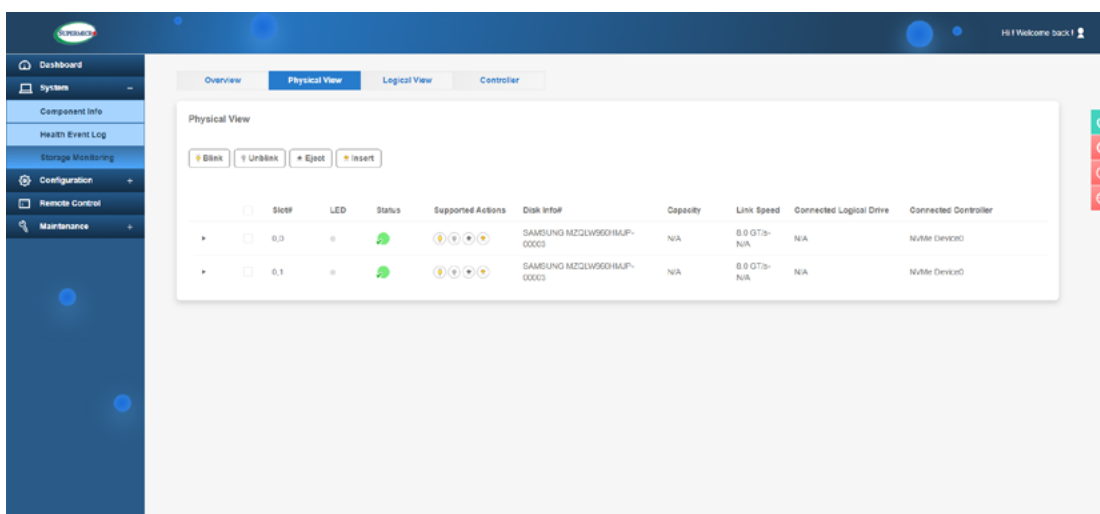 SUPERMICR
Hi ! Welcome back !
Dashboard
System –
Component Info
Health Event Log
Storage Monitoring
Configuration +
Remote Control
Maintenance +
Overview Physical View Logical View Controller
Physical View
Blink Unblink Eject Insert
Slot# LED Status Supported Actions Disk Info# Capacity Link Speed Connected Logical Drive Connected Controller
0,0 SAMSUNG MZQLW960HMJP- N/A 8.0 GT/s- N/A NVMe Device0
00003 N/A
0,1 SAMSUNG MZQLW960HMJP- N/A 8.0 GT/s- N/A NVMe Device0
00003 N/A